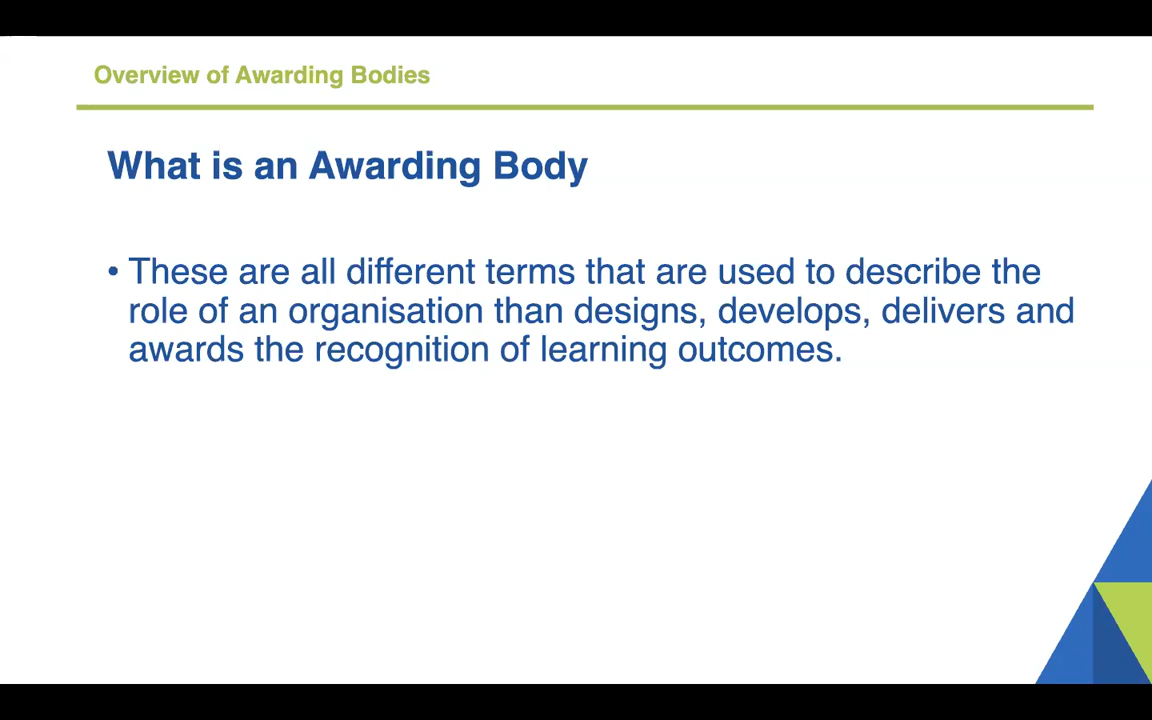 Overview of Awarding Bodies
What is an Awarding Body
• These are all different terms that are used to describe the
role of an organisation than designs, develops, delivers and
awards the recognition of learning outcomes.